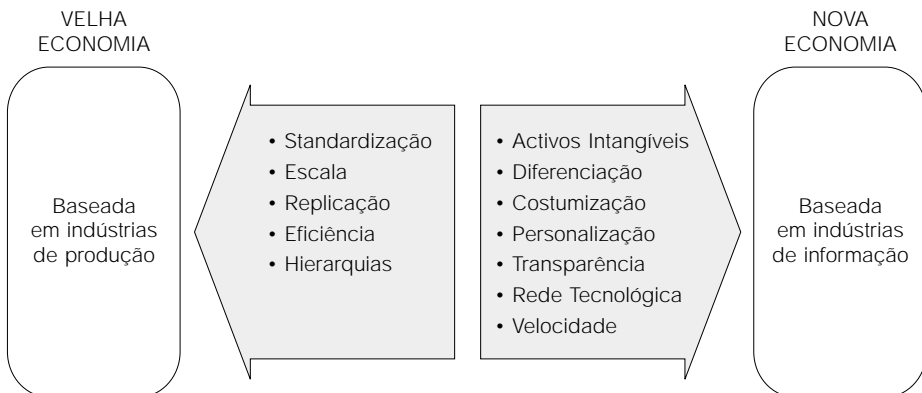 VELHA
ECONOMIA
Baseada
em indústrias
de produção
• Standardização
• Escala
• Replicação
• Eficiência
• Hierarquias
• Activos Intangíveis
• Diferenciação
• Costumização
• Personalização
• Transparência
• Rede Tecnológica
• Velocidade
NOVA
ECONOMIA
Baseada
em indústrias
de informação